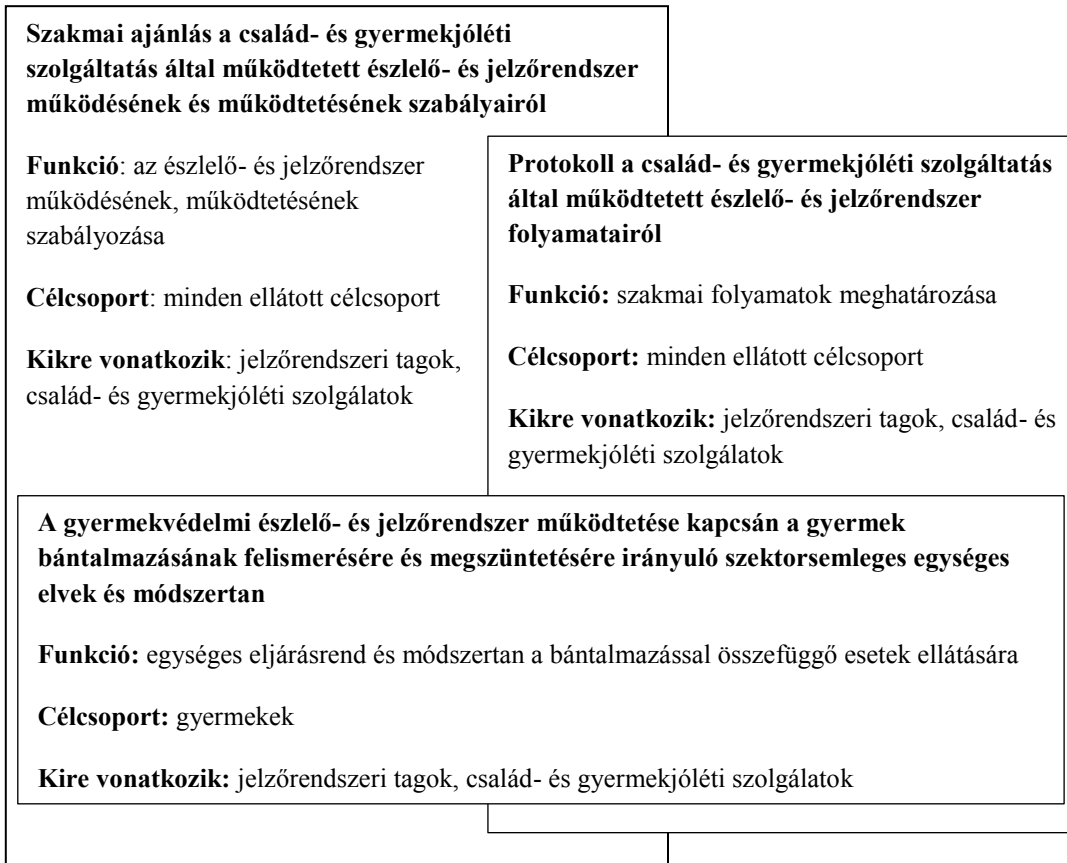 Szakmai ajánlás a család- és gyermekjóléti
szolgáltatás által működtetett észlelő- és jelzőrendszer
működésének és működtetésének szabályairól
Funkció: az észlelő- és jelzőrendszer
működésének, működtetésének
szabályozása
Célcsoport: minden ellátott célcsoport
Kikre vonatkozik: jelzőrendszeri tagok,
család- és gyermekjóléti szolgálatok
Protokoll a család- és gyermekjóléti szolgáltatás
által működtetett észlelő- és jelzőrendszer
folyamatairól
Funkció: szakmai folyamatok meghatározása
Célcsoport: minden ellátott célcsoport
Kikre vonatkozik: jelzőrendszeri tagok, család- és
gyermekjóléti szolgálatok
A gyermekvédelmi észlelő- és jelzőrendszer működtetése kapcsán a gyermek
bántalmazásának felismerésére és megszüntetésére irányuló szektorsemleges egységes
elvek és módszertan
Funkció: egységes eljárásrend és módszertan a bántalmazással összefüggő esetek ellátására
Célcsoport: gyermekek
Kire vonatkozik: jelzőrendszeri tagok, család- és gyermekjóléti szolgálatok